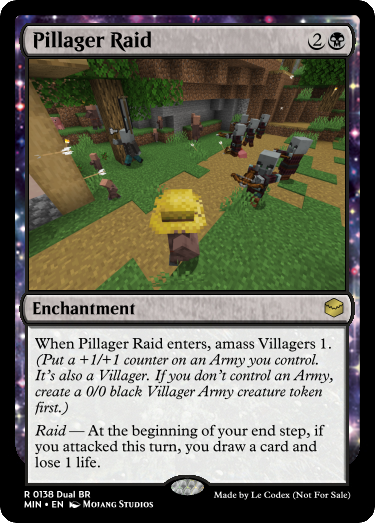 Pillager Raid 2
Enchantment
When Pillager Raid enters, amass Villagers 1.
(Put a +1/+1 counter on an Army you control.
It's also a Villager. If you don't control an Army,
create a 0/0 black Villager Army creature token
first.)
Raid — At the beginning of your end step, if
you attacked this turn, you draw a card and
lose 1 life.
R 0138 Dual BR
MIN • EN Mojang Studios
Made by Le Codex (Not For Sale)